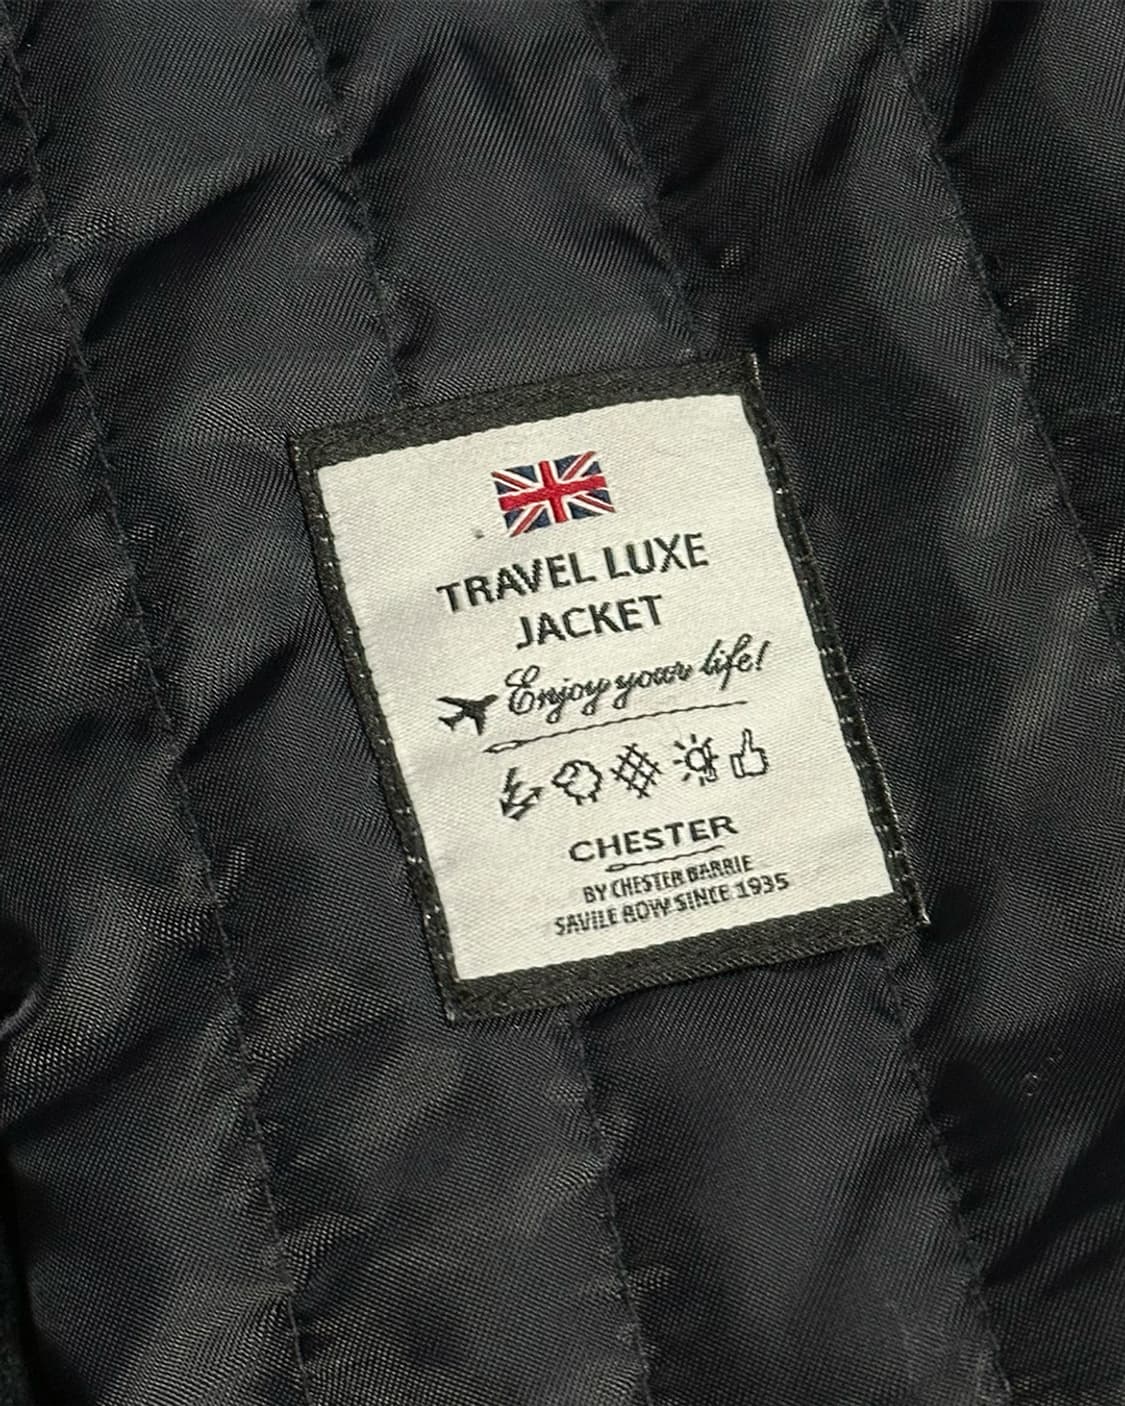 TRAVEL LUXE
JACKET
Enjoy your life!
CHESTER
BY CHESTER BARRIE
SAVILE ROW SINCE 1935